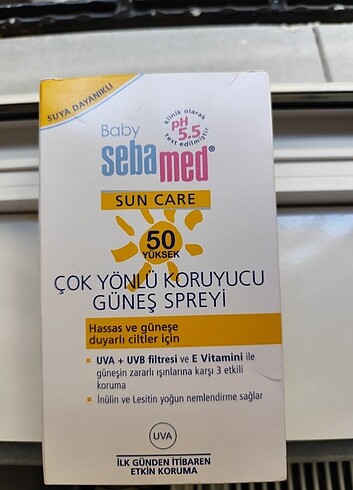 SUYA DAYANIKLI
Baby
sebamed®
klinik olarak
pH
5.5
test edilmiştir
SUN CARE
50
YÜKSEK
ÇOK YÖNLÜ KORUYUCU
GÜNEŞ SPREYİ
Hassas ve güneşe
duyarlı ciltler için
▪ UVA + UVB filtresi ve E Vitamini ile
güneşin zararlı ışınlarına karşı 3 etkili
koruma
▪ İnülin ve Lesitin yoğun nemlendirme sağlar
UVA
İLK GÜNDEN İTİBAREN
ETKİN KORUMA